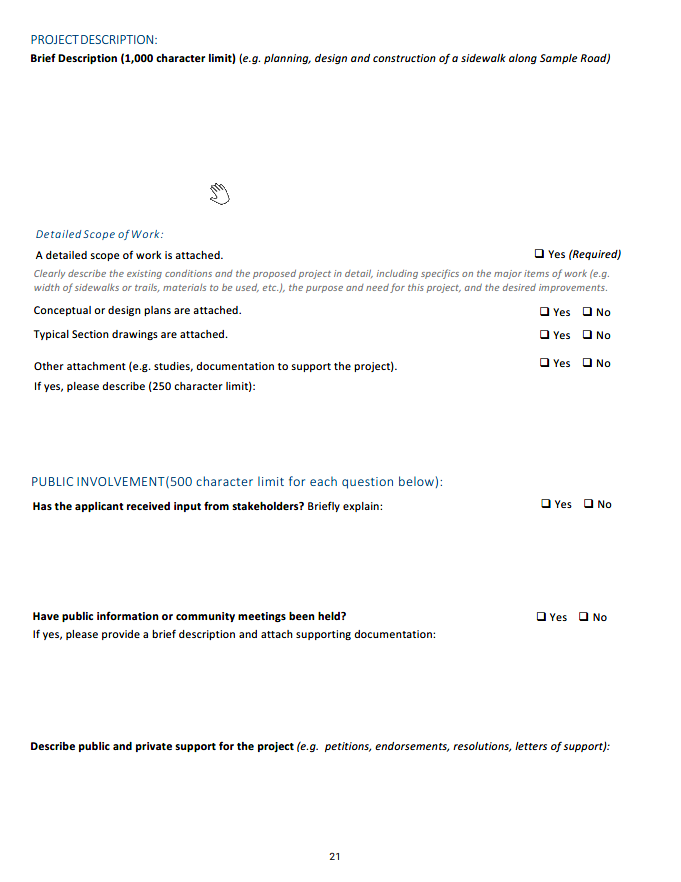 PROJECT DESCRIPTION:
Brief Description (1,000 character limit) (e.g. planning, design and construction of a sidewalk along Sample Road)
Detailed Scope of Work:
A detailed scope of work is attached. ❑ Yes (Required)
Clearly describe the existing conditions and the proposed project in detail, including specifics on the major items of work (e.g.
width of sidewalks or trails, materials to be used, etc.), the purpose and need for this project, and the desired improvements.
Conceptual or design plans are attached. ❑ Yes ❑ No
Typical Section drawings are attached. ❑ Yes ❑ No
Other attachment (e.g. studies, documentation to support the project). ❑ Yes ❑ No
If yes, please describe (250 character limit):
PUBLIC INVOLVEMENT (500 character limit for each question below):
Has the applicant received input from stakeholders? Briefly explain: ❑ Yes ❑ No
Have public information or community meetings been held? ❑ Yes ❑ No
If yes, please provide a brief description and attach supporting documentation:
Describe public and private support for the project (e.g. petitions, endorsements, resolutions, letters of support):
21